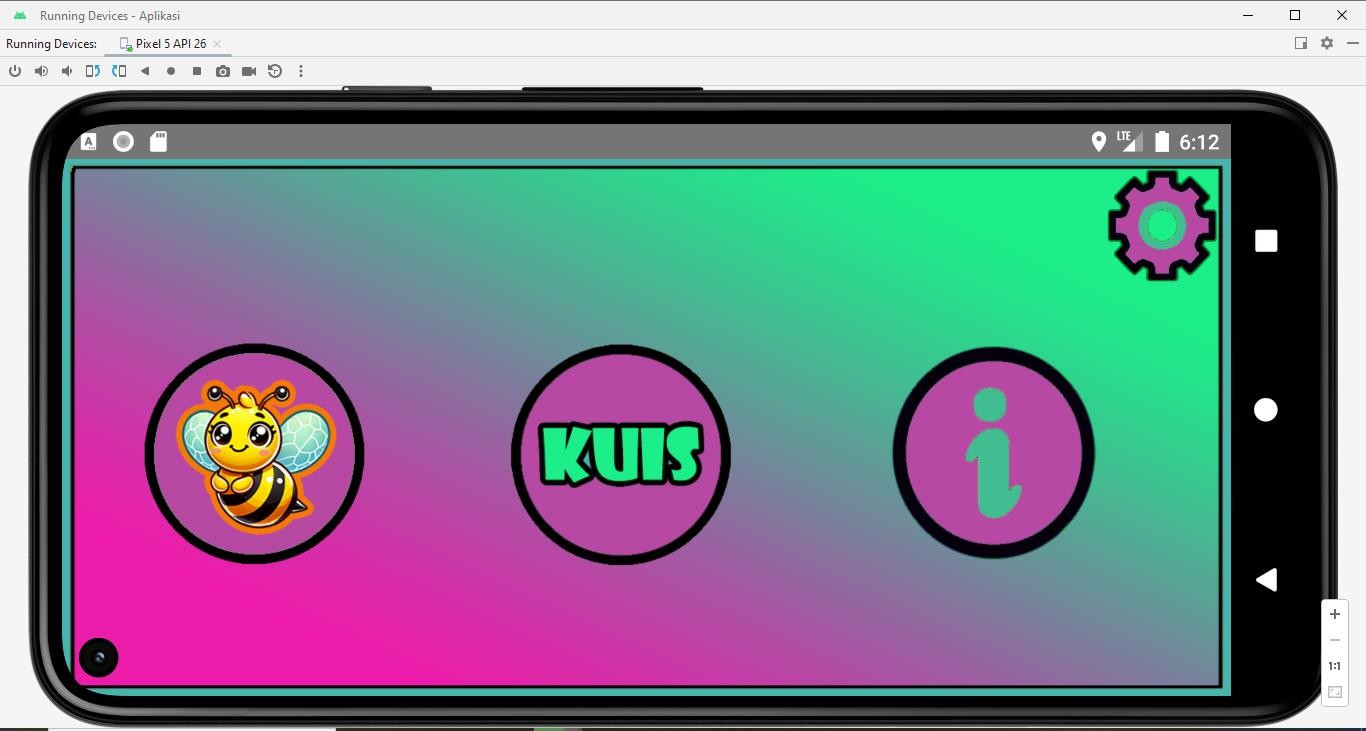 Running Devices - Aplikasi
Running Devices:
Pixel 5 API 26
A
LTE
6:12
KUIS
i
1:1